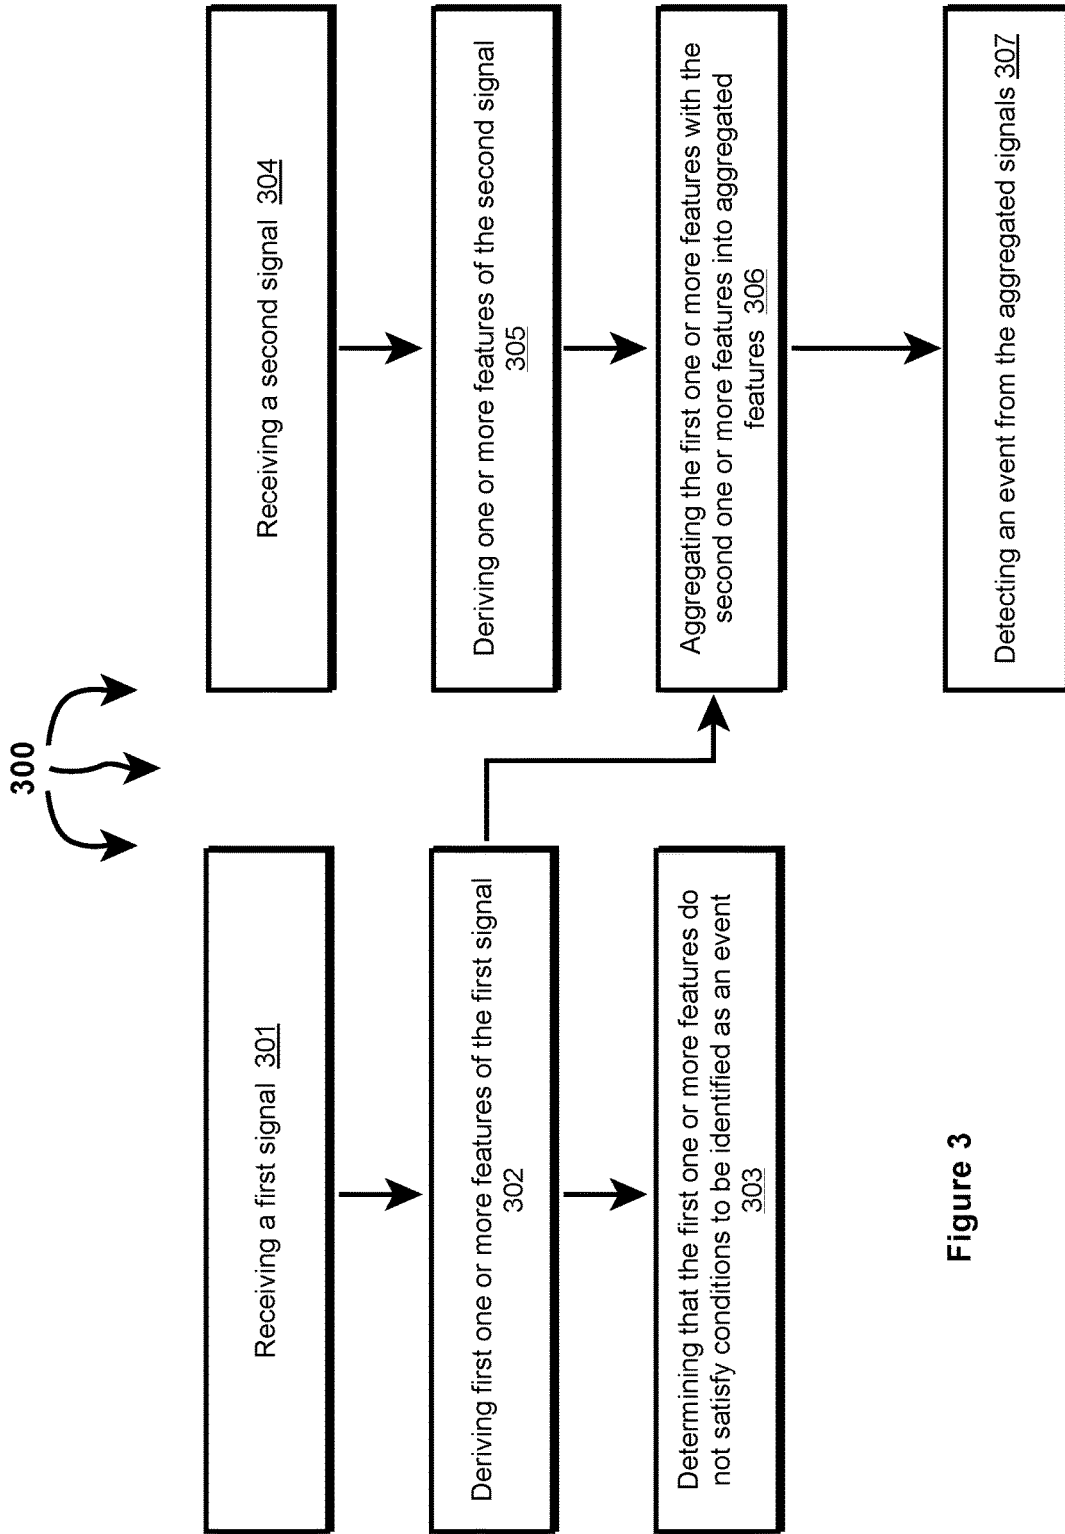 300
Receiving a first signal 301
Deriving first one or more features of the first signal
302
Determining that the first one or more features do
not satisfy conditions to be identified as an event
303
Receiving a second signal 304
Deriving one or more features of the second signal
305
Aggregating the first one or more features with the
second one or more features into aggregated
features 306
Detecting an event from the aggregated signals 307
Figure 3